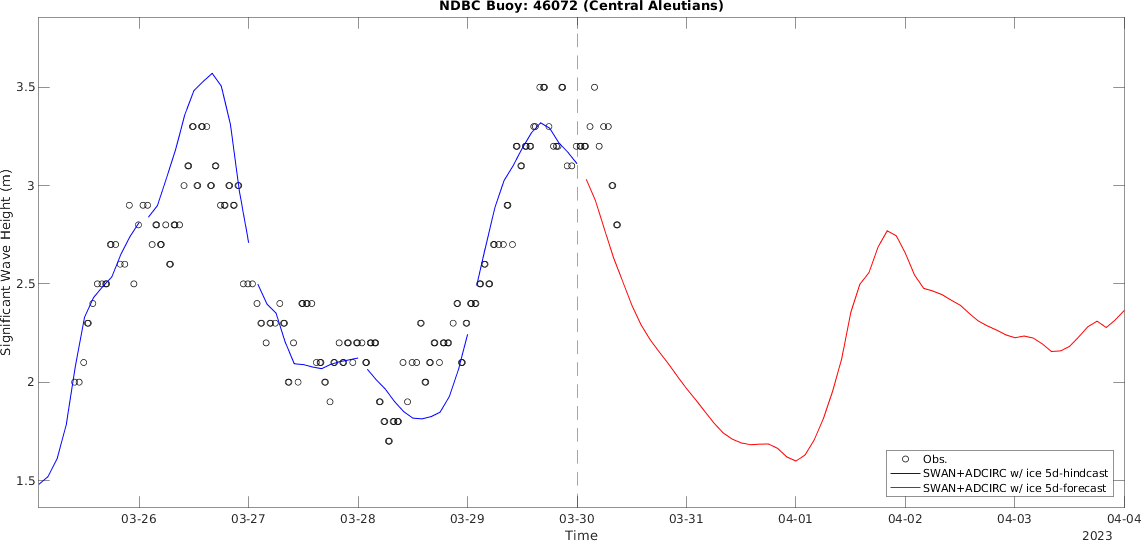 NDBC Buoy: 46072 (Central Aleutians)
Significant Wave Height (m)
3.5
3
2.5
2
1.5
Obs.
SWAN+ADCIRC w/ ice 5d-hindcast
SWAN+ADCIRC w/ ice 5d-forecast
03-26 03-27 03-28 03-29 03-30 03-31 04-01 04-02 04-03 04-04
Time
2023